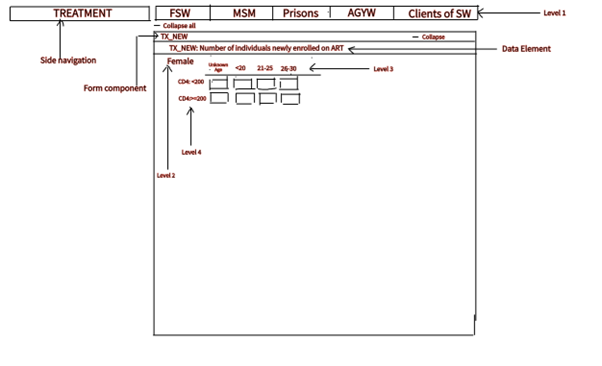 TREATMENT
FSW
MSM
Prisons
AGYW
Clients of SW
Level 1
— Collapse all
TX_NEW
— Collapse
TX_NEW: Number of individuals newly enrolled on ART
Data Element
Side navigation
Form component
Female
Unknown Age
<20
21-25
26-30
Level 3
CD4: <200
CD4:>=200
Level 4
Level 2